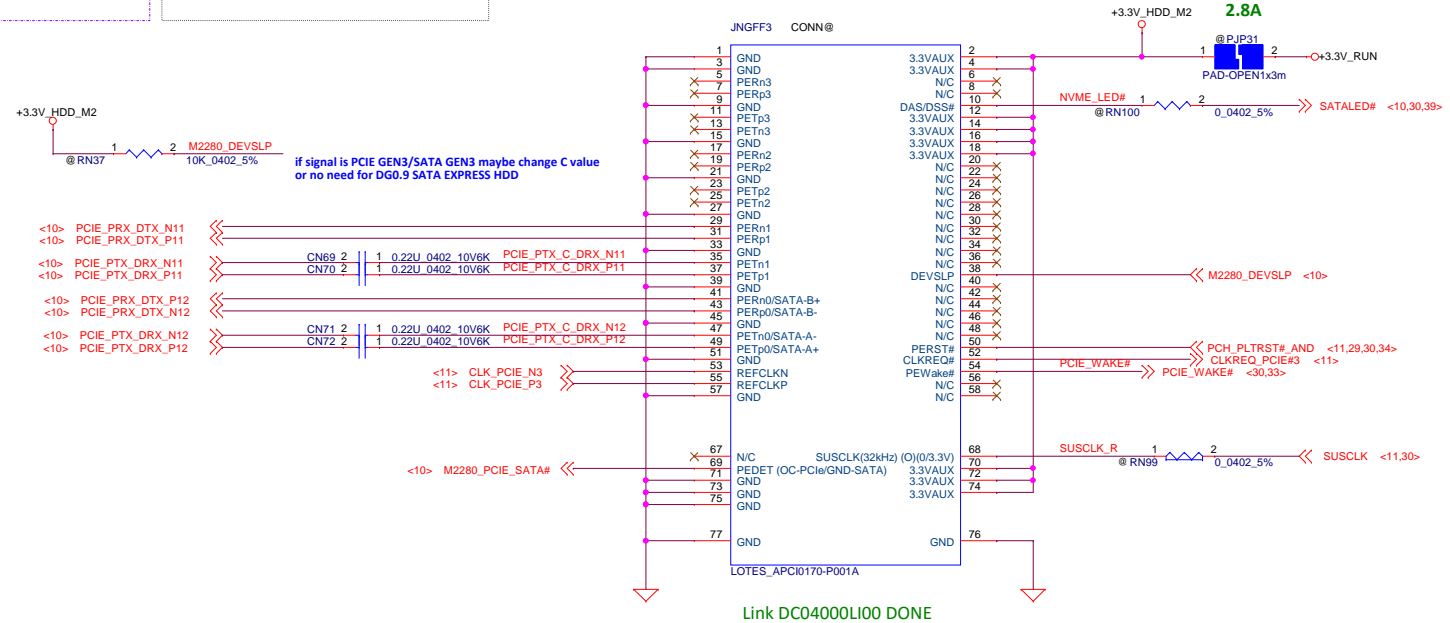 +3.3V_HDD_M2 2.8A
JNGFF3 CONN@
@PJP31
1 2 +3.3V_RUN
PAD-OPEN1x3m
1 GND 3.3VAUX 2
3 GND 3.3VAUX 4
5 PERn3 N/C 6
7 PERp3 N/C 8
9 GND DAS/DSS# 10 NVME_LED# 1 2 SATALED# <10,30,39>
@RN100 0_0402_5%
11 PETp3 3.3VAUX 12
13 PETn3 3.3VAUX 14
15 GND 3.3VAUX 16
17 PERn2 3.3VAUX 18
19 PERp2 N/C 20
21 GND N/C 22
23 PETp2 N/C 24
25 PETn2 N/C 26
27 GND N/C 28
+3.3V_HDD_M2
1 2 M2280_DEVSLP
@RN37 10K_0402_5%
if signal is PCIE GEN3/SATA GEN3 maybe change C value
or no need for DG0.9 SATA EXPRESS HDD
<10> PCIE_PRX_DTX_N11 29 PERn1 N/C 30
<10> PCIE_PRX_DTX_P11 31 PERp1 N/C 32
33 GND N/C 34
<10> PCIE_PTX_DRX_N11 CN69 2 1 0.22U_0402_10V6K PCIE_PTX_C_DRX_N11 35 PETn1 N/C 36
<10> PCIE_PTX_DRX_P11 CN70 2 1 0.22U_0402_10V6K PCIE_PTX_C_DRX_P11 37 PETp1 DEVSLP 38 M2280_DEVSLP <10>
39 GND N/C 40
<10> PCIE_PRX_DTX_P12 41 PERn0/SATA-B+ N/C 42
<10> PCIE_PRX_DTX_N12 43 PERp0/SATA-B- N/C 44
45 GND N/C 46
<10> PCIE_PTX_DRX_N12 CN71 2 1 0.22U_0402_10V6K PCIE_PTX_C_DRX_N12 47 PETn0/SATA-A- N/C 48
<10> PCIE_PTX_DRX_P12 CN72 2 1 0.22U_0402_10V6K PCIE_PTX_C_DRX_P12 49 PETp0/SATA-A+ PERST# 50 PCH_PLTRST#_AND <11,29,30,34>
51 GND CLKREQ# 52 CLKREQ_PCIE#3 <11>
<11> CLK_PCIE_N3 53 REFCLKN PEWake# 54 PCIE_WAKE# PCIE_WAKE# <30,33>
<11> CLK_PCIE_P3 55 REFCLKP N/C 56
57 GND N/C 58
67 N/C SUSCLK(32kHz) (O)(0/3.3V) 68 SUSCLK_R 1 2 SUSCLK <11,30>
@ RN99 0_0402_5%
<10> M2280_PCIE_SATA# 69 PEDET (OC-PCIe/GND-SATA) 3.3VAUX 70
71 GND 3.3VAUX 72
73 GND 3.3VAUX 74
75 GND
77 GND GND 76
LOTES_APCI0170-P001A
Link DC04000LI00 DONE